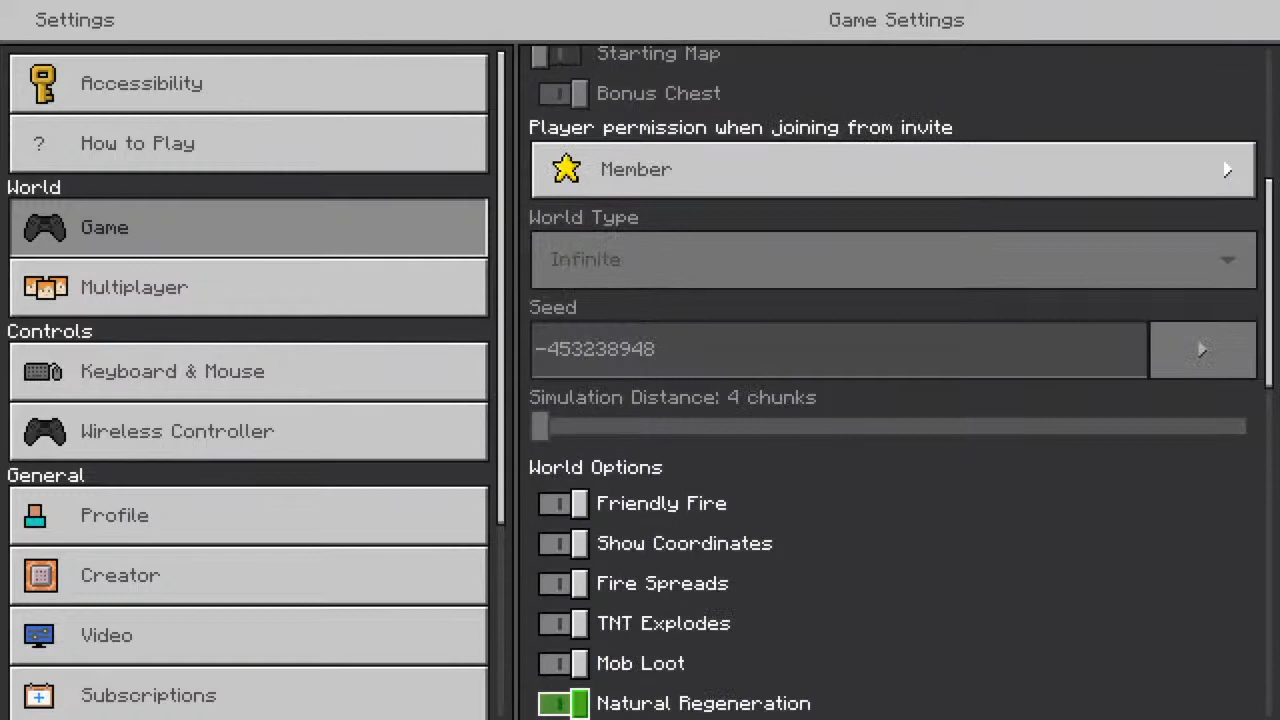 Settings
Game Settings
Accessibility
? How to Play
World
Game
Multiplayer
Controls
Keyboard & Mouse
Wireless Controller
General
Profile
Creator
Video
Subscriptions
Starting Map
Bonus Chest
Player permission when joining from invite
Member
World Type
Infinite
Seed
-453238948
Simulation Distance: 4 chunks
World Options
Friendly Fire
Show Coordinates
Fire Spreads
TNT Explodes
Mob Loot
Natural Regeneration